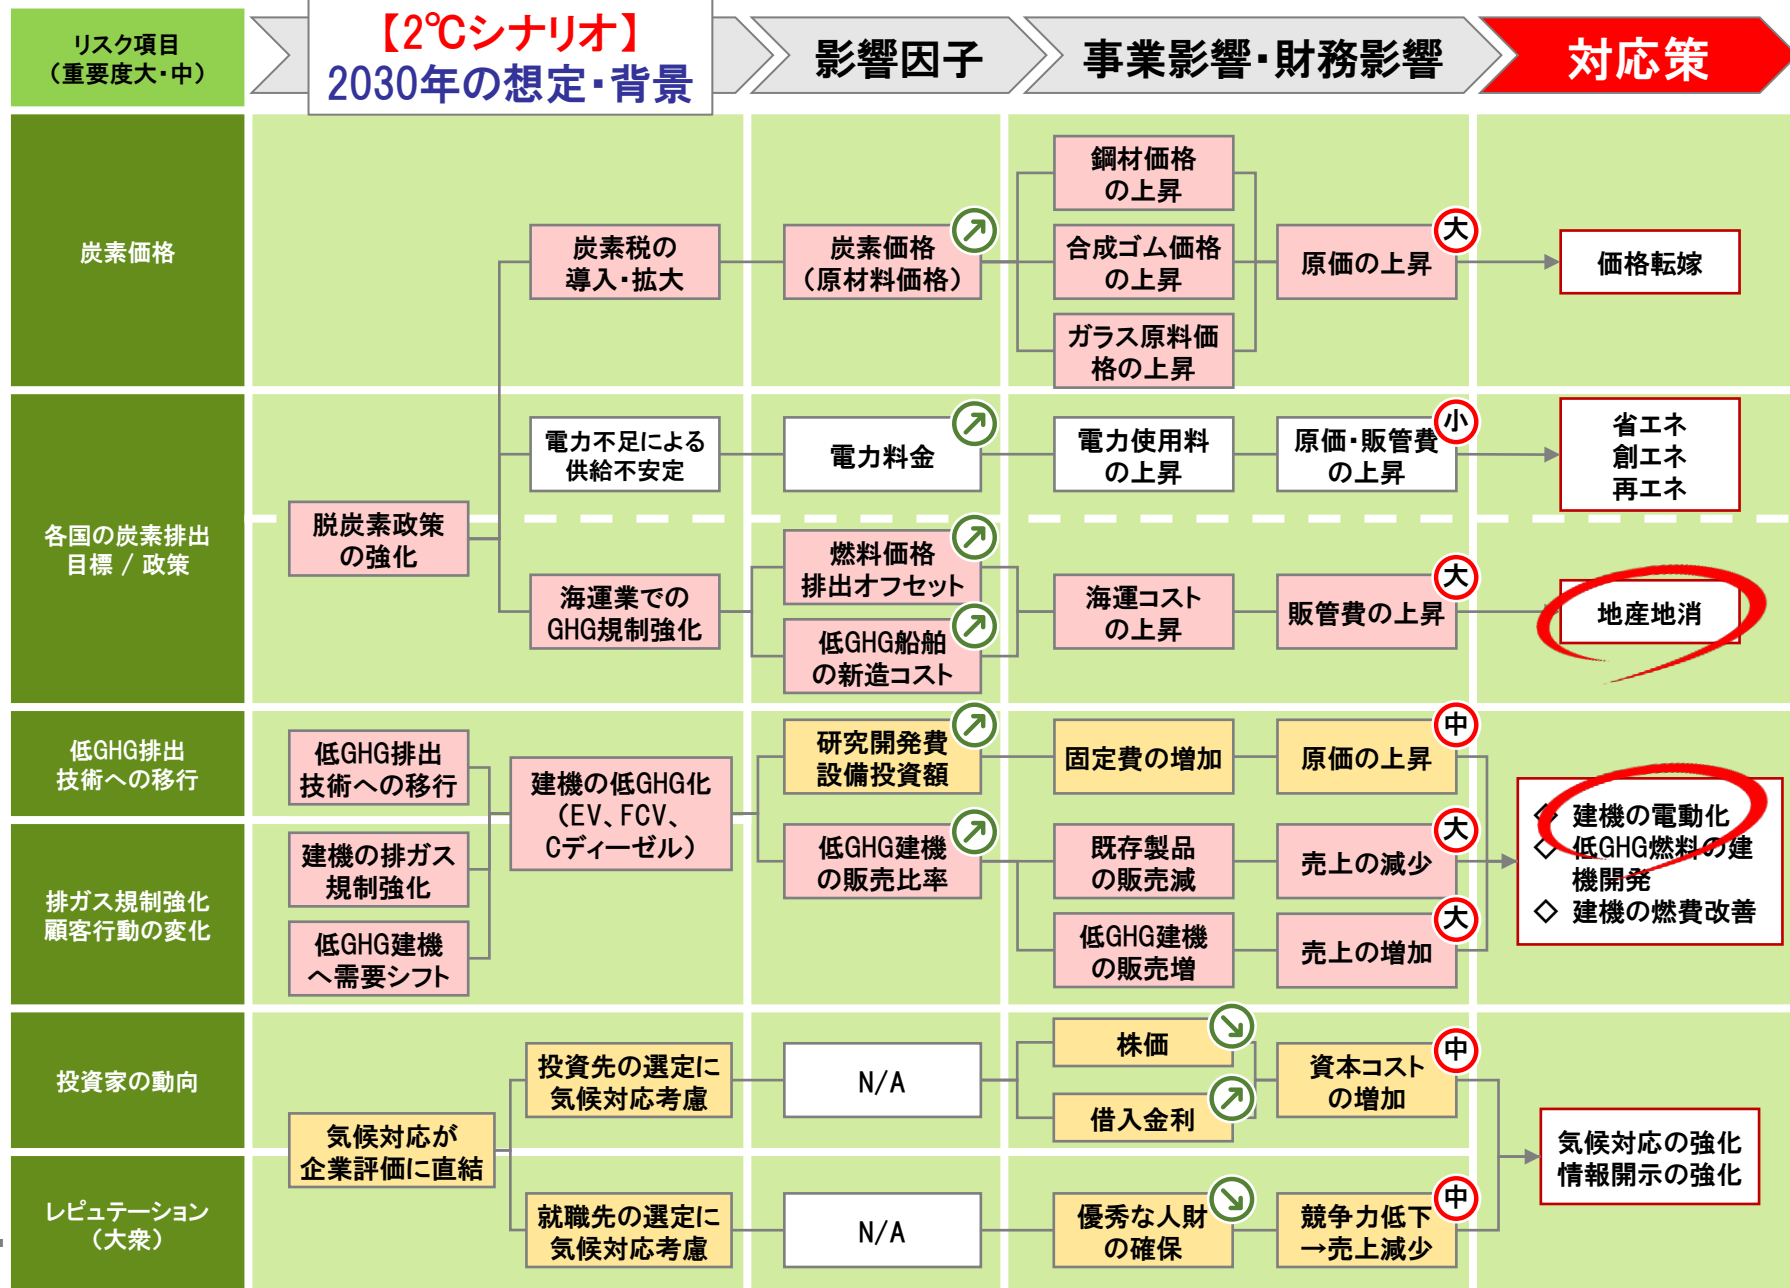 リスク項目
（重要度大・中）
【2℃シナリオ】
2030年の想定・背景
影響因子
事業影響・財務影響
対応策
炭素価格
炭素税の
導入・拡大
炭素価格
（原材料価格）
鋼材価格
の上昇
合成ゴム価格
の上昇
ガラス原料価
格の上昇
原価の上昇
大
価格転嫁
各国の炭素排出
目標 / 政策
脱炭素政策
の強化
電力不足による
供給不安定
電力料金
電力使用料
の上昇
原価・販管費
の上昇
小
省エネ
創エネ
再エネ
海運業での
GHG規制強化
燃料価格
排出オフセット
低GHG船舶
の新造コスト
海運コスト
の上昇
販管費の上昇
大
地産地消
低GHG排出
技術への移行
低GHG排出
技術への移行
建機の低GHG化
（EV、FCV、
Cディーゼル）
研究開発費
設備投資額
固定費の増加
原価の上昇
中
排ガス規制強化
顧客行動の変化
建機の排ガス
規制強化
低GHG建機
へ需要シフト
低GHG建機
の販売比率
既存製品
の販売減
売上の減少
大
低GHG建機
の販売増
売上の増加
大
◇ 建機の電動化
◇ 低GHG燃料の建
機開発
◇ 建機の燃費改善
投資家の動向
気候対応が
企業評価に直結
投資先の選定に
気候対応考慮
N/A
株価
借入金利
資本コスト
の増加
中
気候対応の強化
情報開示の強化
レピュテーション
（大衆）
就職先の選定に
気候対応考慮
N/A
優秀な人財
の確保
競争力低下
→売上減少
中